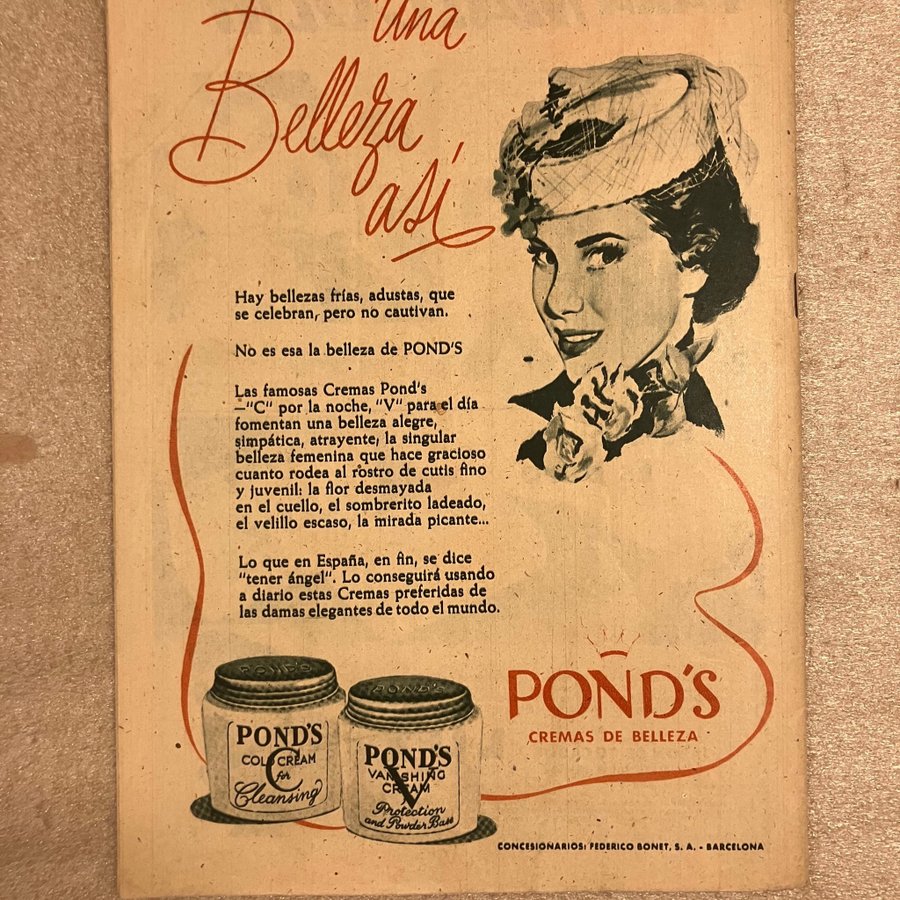 Una
Belleza
así
Hay bellezas frías, adustas, que
se celebran, pero no cautivan.
No es esa la belleza de POND'S
Las famosas Cremas Pond's
—"C" por la noche, "V" para el día
fomentan una belleza alegre,
simpática, atrayente, la singular
belleza femenina que hace gracioso
cuanto rodea al rostro de cutis fino
y juvenil: la flor desmayada
en el cuello, el sombrerito ladeado,
el velillo escaso, la mirada picante...
Lo que en España, en fin, se dice
"tener ángel". Lo conseguirá usando
a diario estas Cremas preferidas de
las damas elegantes de todo el mundo.
POND'S
POND'S
C
COLD CREAM
for
Cleansing
POND'S
POND'S
V
VANISHING
CREAM
Protection
and Powder Base
POND'S
CREMAS DE BELLEZA
CONCESIONARIOS: FEDERICO BONET, S. A. - BARCELONA